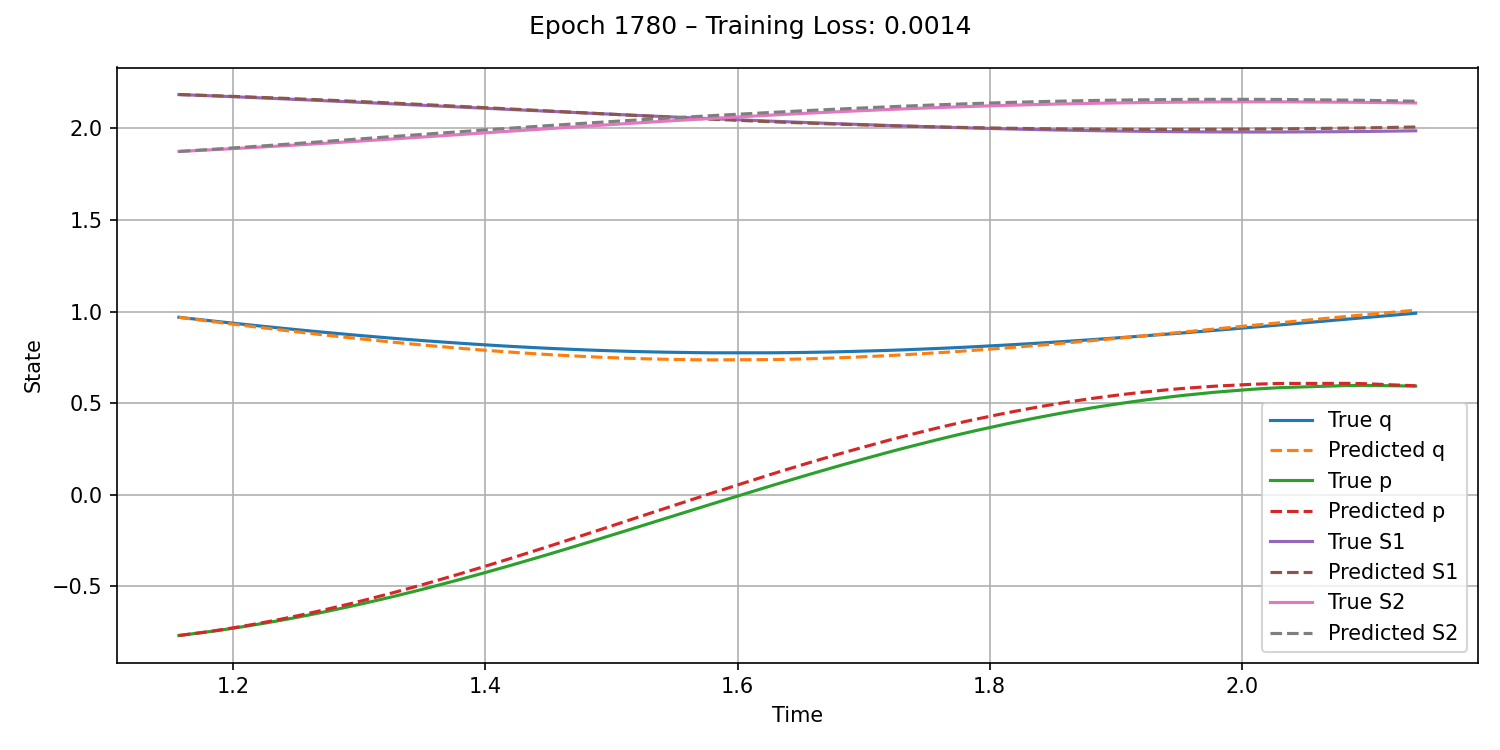 Epoch 1780 – Training Loss: 0.0014
State
2.0
1.5
1.0
0.5
0.0
−0.5
1.2
1.4
1.6
1.8
2.0
Time
True q
Predicted q
True p
Predicted p
True S1
Predicted S1
True S2
Predicted S2